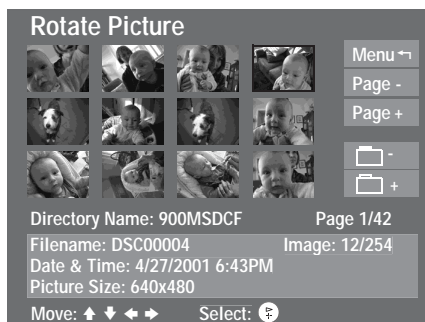 Rotate Picture
Menu
Page -
Page +
-
+
Directory Name: 900MSDCF Page 1/42
Filename: DSC00004 Image: 12/254
Date & Time: 4/27/2001 6:43PM
Picture Size: 640x480
Move: Select: